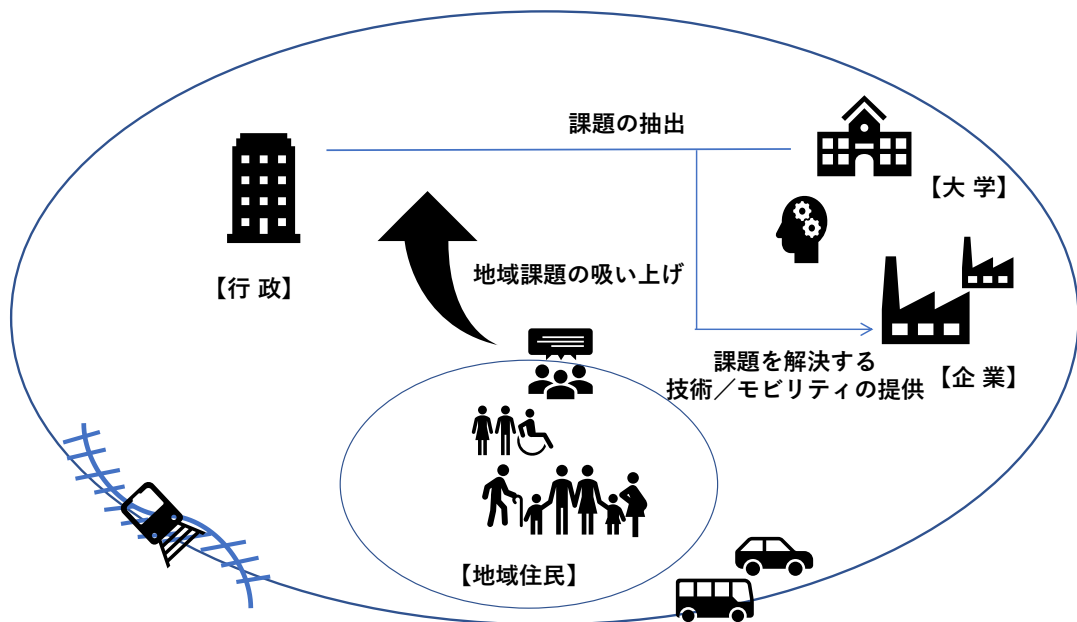 課題の抽出
【大 学】
【行 政】
地域課題の吸い上げ
課題を解決する
技術／モビリティの提供
【企 業】
【地域住民】